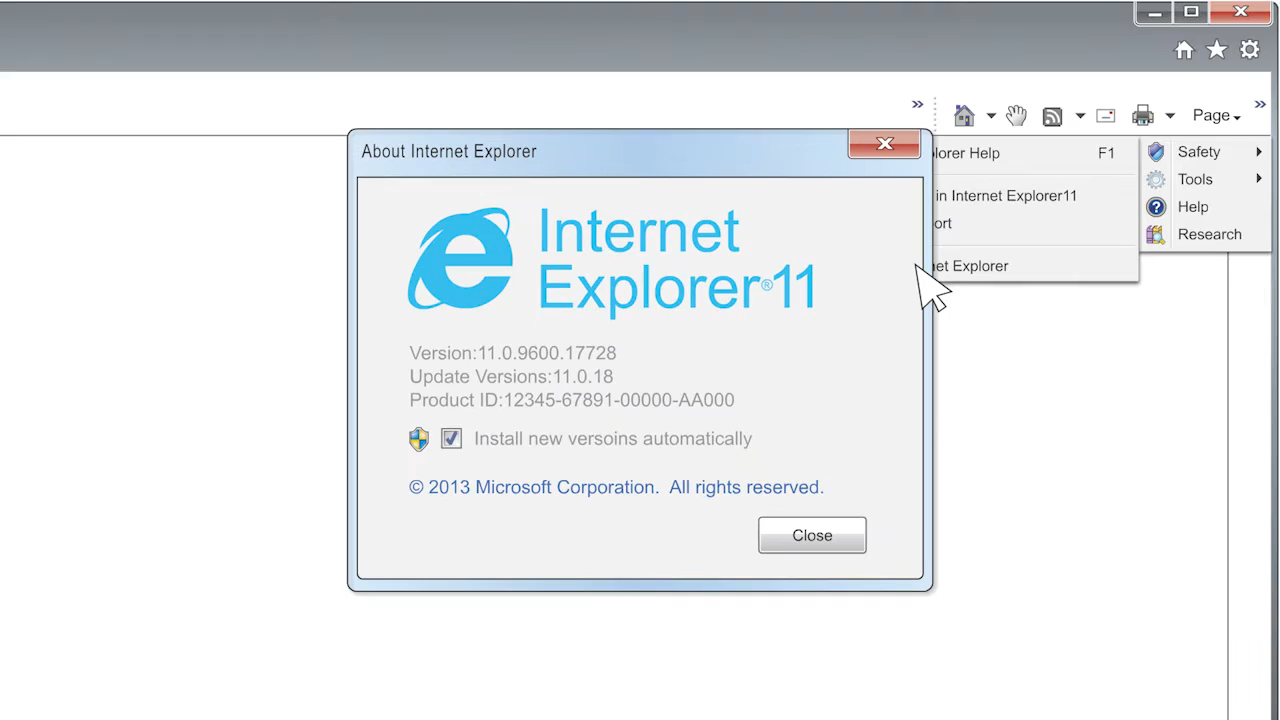 »
»
Page
About Internet Explorer
plorer Help F1
Safety
Tools
in Internet Explorer11
Help
ort
Research
net Explorer
Internet
Explorer®11
Version:11.0.9600.17728
Update Versions:11.0.18
Product ID:12345-67891-00000-AA000
Install new versoins automatically
© 2013 Microsoft Corporation. All rights reserved.
Close